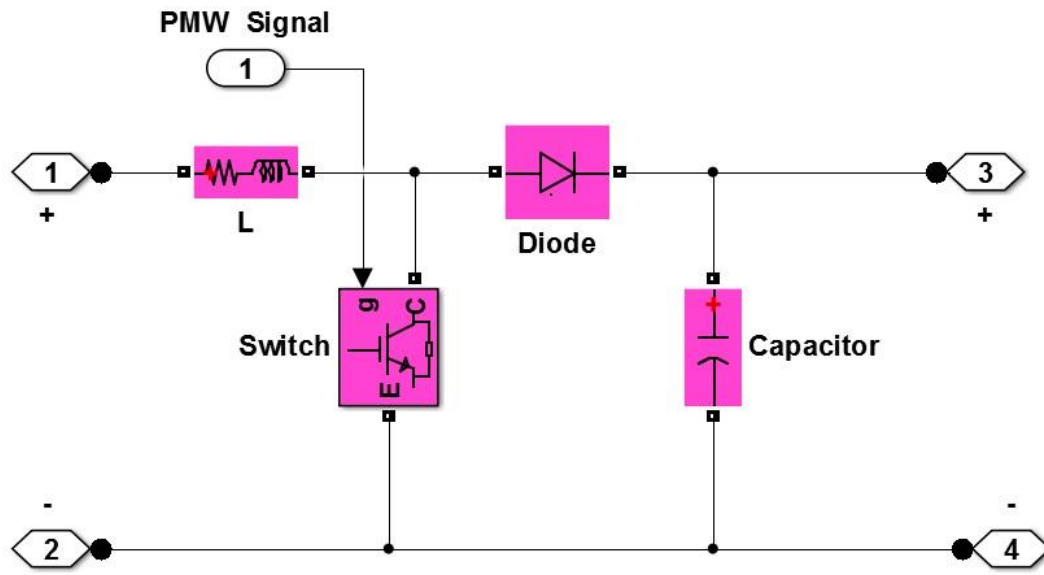 PMW Signal
1
1
+
L
Diode
3
+
g
C
Switch
E
+
Capacitor
-
2
-
4